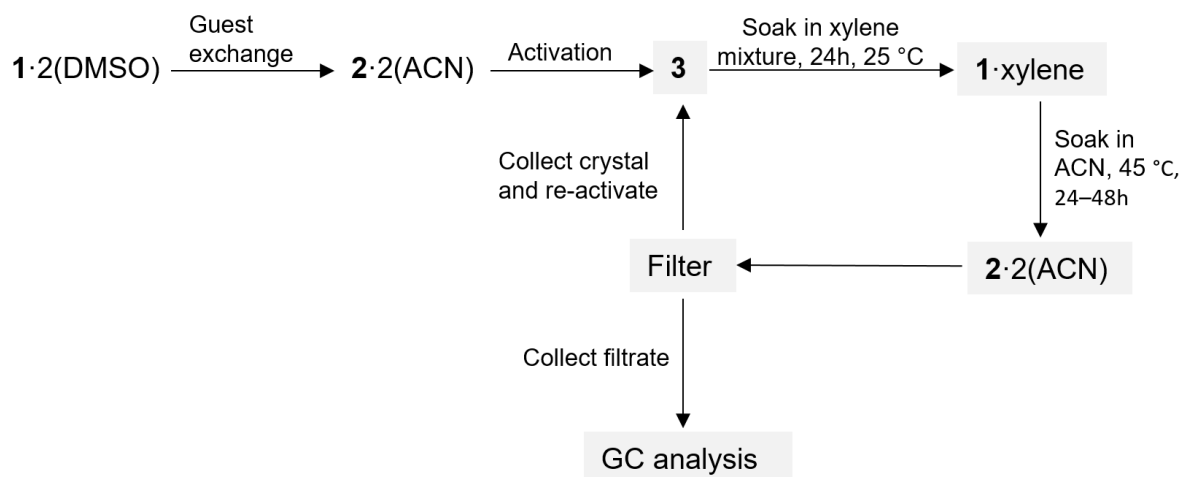 Guest
exchange
1·2(DMSO)
2·2(ACN)
Activation
3
Soak in xylene
mixture, 24h, 25 °C
1·xylene
Soak in
ACN, 45 °C,
24–48h
Collect crystal
and re-activate
Filter
2·2(ACN)
Collect filtrate
GC analysis